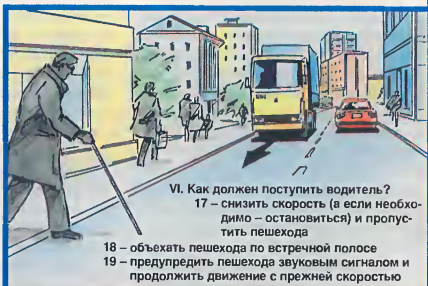 VI. Как должен поступить водитель?
17 – снизить скорость (а если необхо-
димо – остановиться) и пропус-
тить пешехода
18 – объехать пешехода по встречной полосе
19 – предупредить пешехода звуковым сигналом и
продолжить движение с прежней скоростью